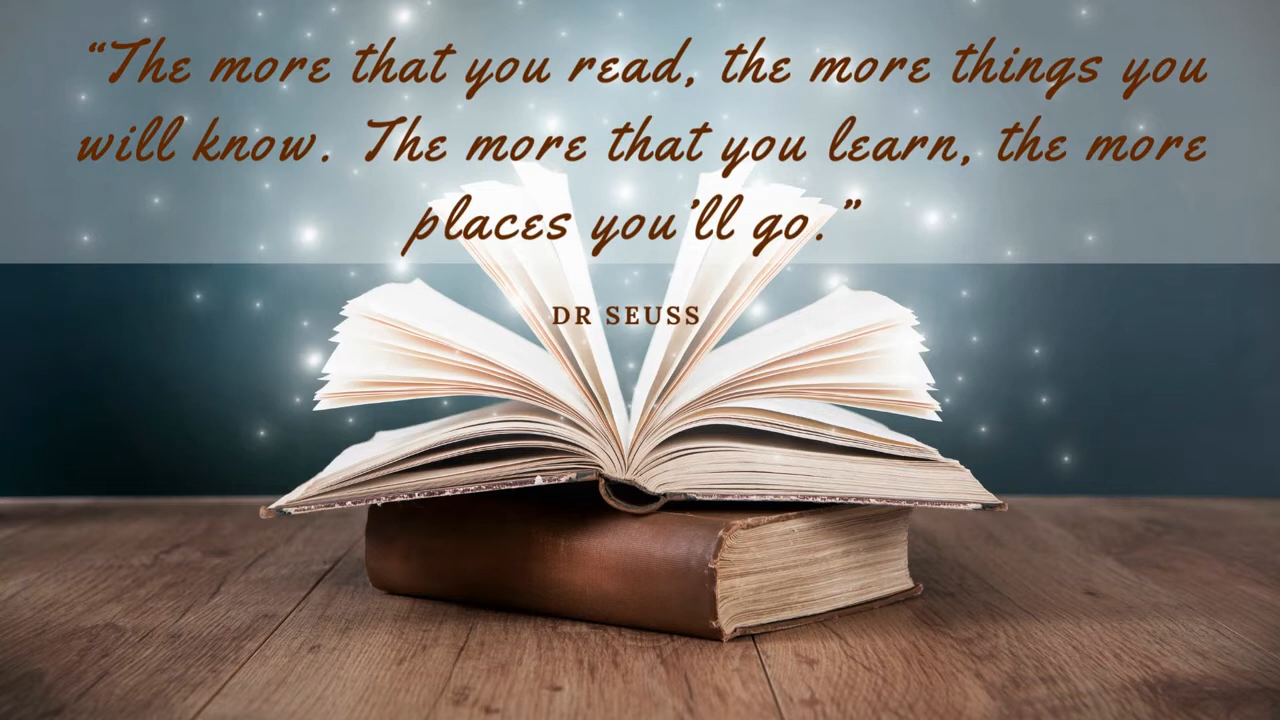 “The more that you read, the more things you
will know. The more that you learn, the more
places you’ll go.”
DR SEUSS